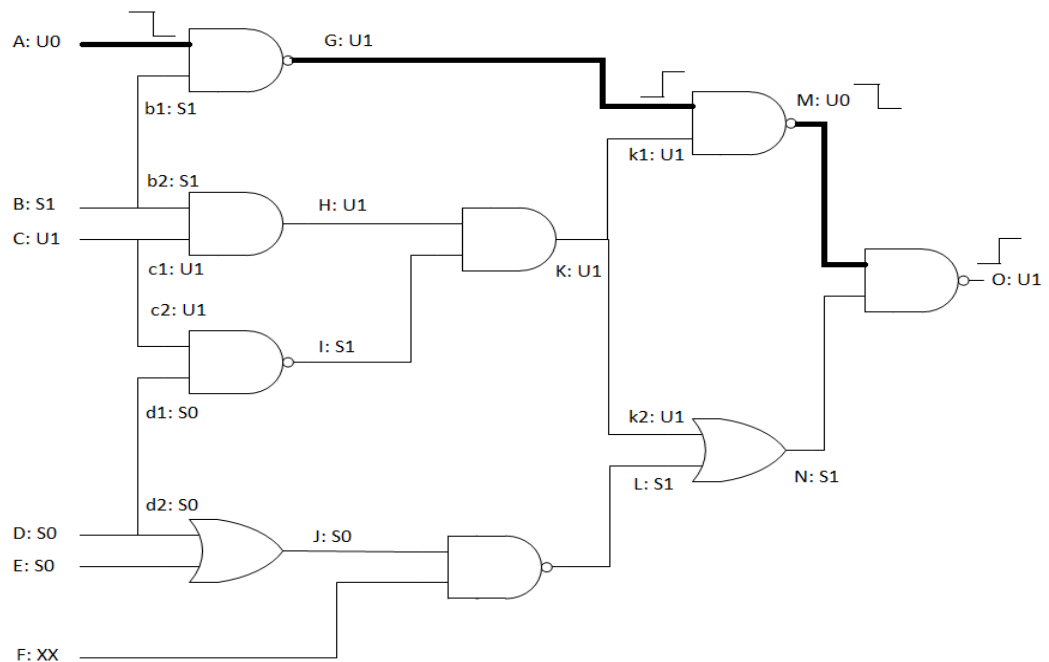 A: U0
G: U1
b1: S1
M: U0
k1: U1
b2: S1
B: S1
H: U1
C: U1
c1: U1
K: U1
O: U1
c2: U1
I: S1
d1: S0
k2: U1
L: S1
N: S1
d2: S0
D: S0
J: S0
E: S0
F: XX